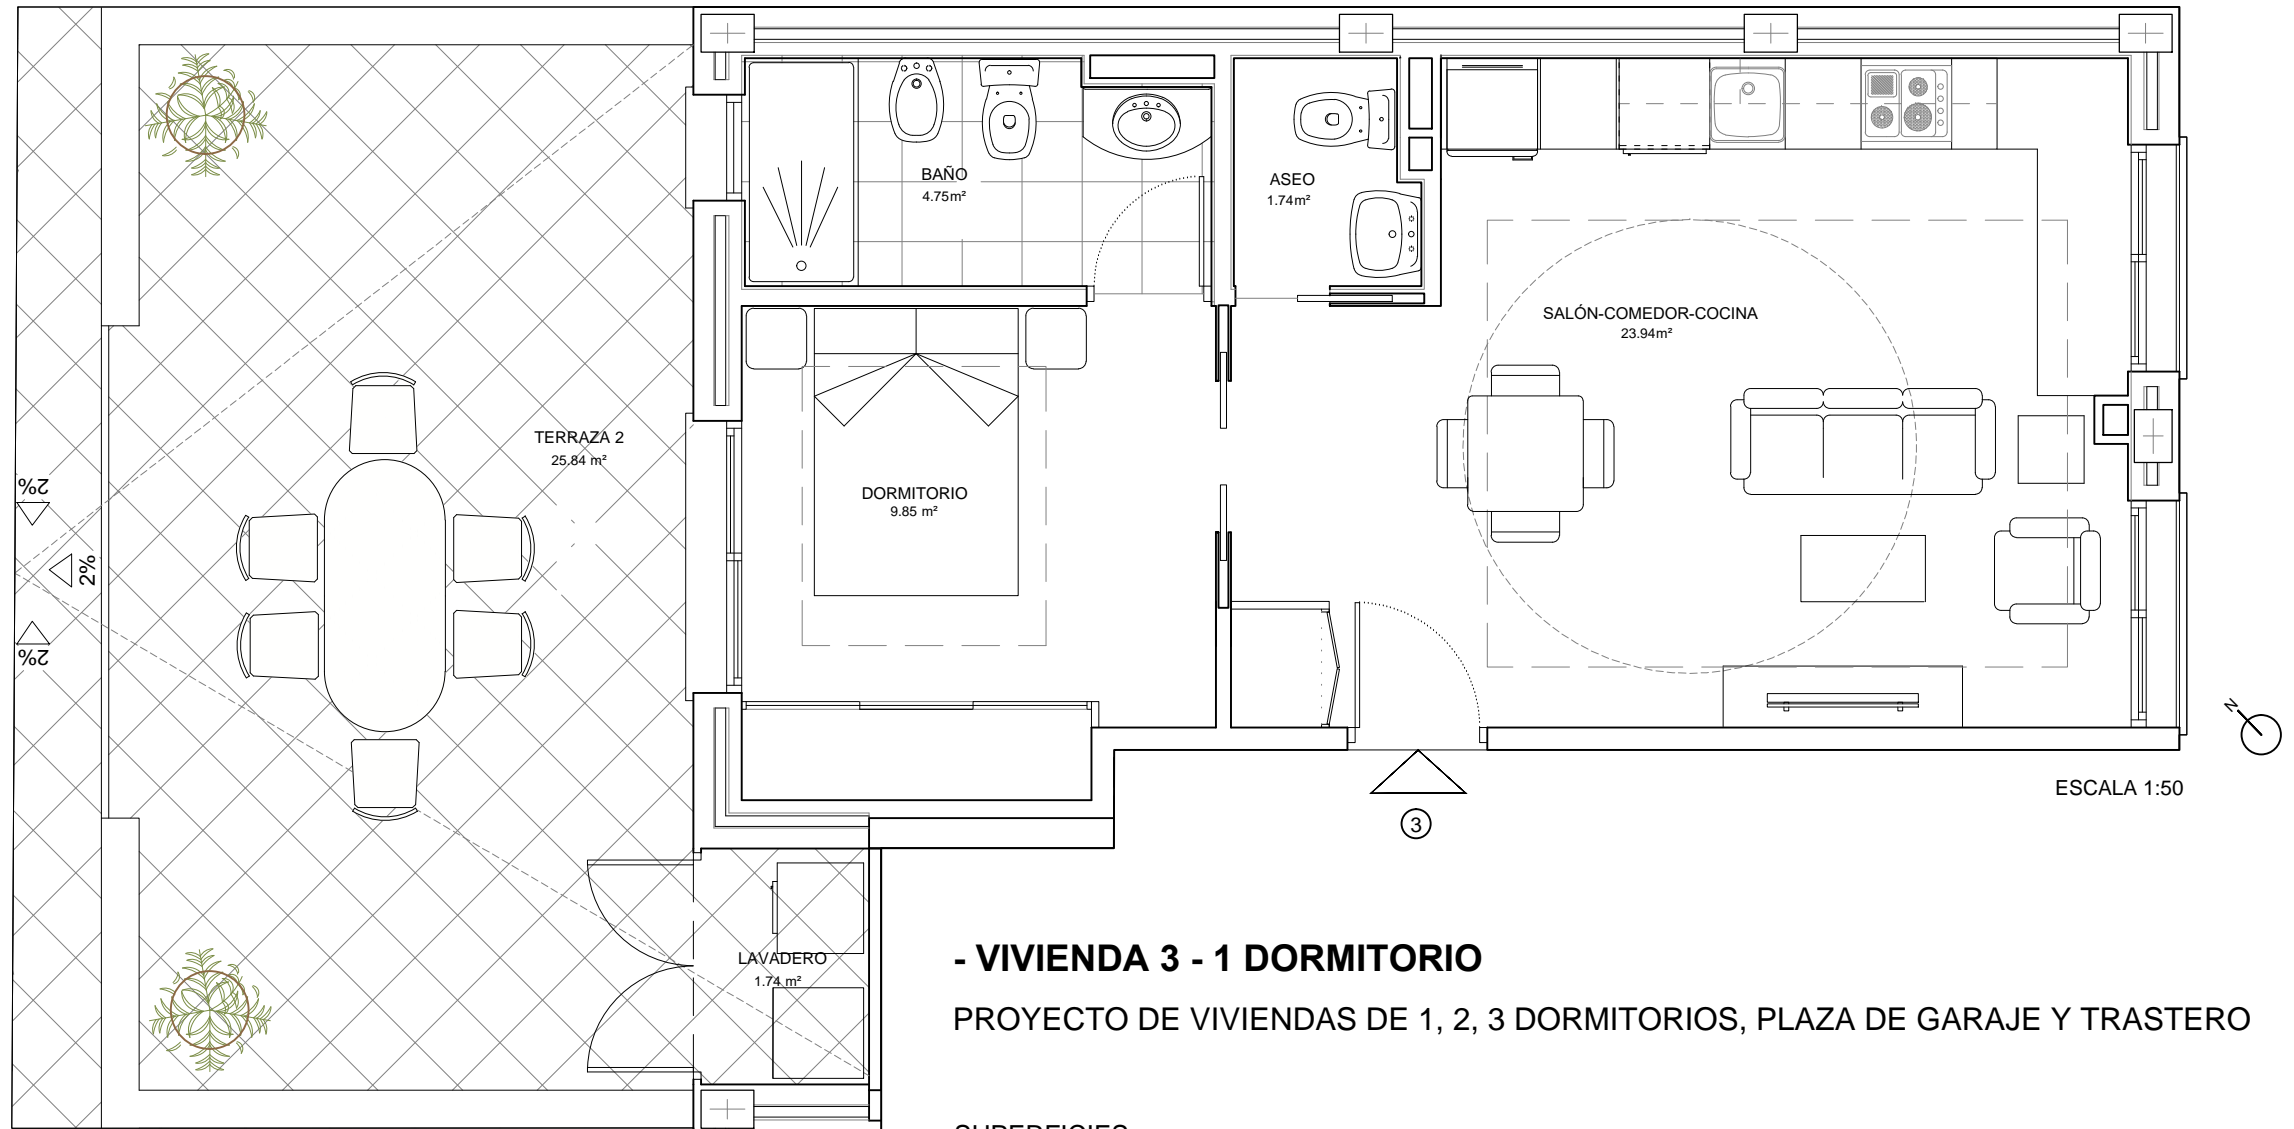 BAÑO
4.75m²
ASEO
1.74m²
SALÓN-COMEDOR-COCINA
23.94m²
TERRAZA 2
25.84 m²
DORMITORIO
9.85 m²
2%
2%
2%
N
ESCALA 1:50
3
LAVADERO
1.74 m²
- VIVIENDA 3 - 1 DORMITORIO
PROYECTO DE VIVIENDAS DE 1, 2, 3 DORMITORIOS, PLAZA DE GARAJE Y TRASTERO
SUPERFICIES